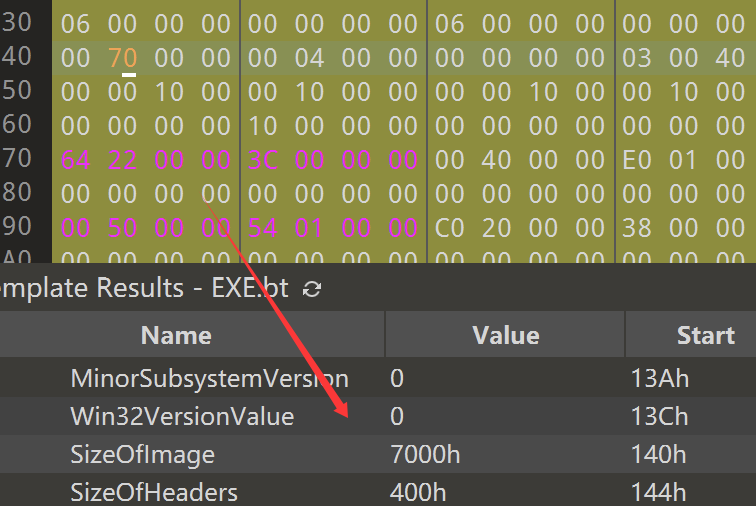 30 06 00 00 00 00 00 00 00 06 00 00 00 00 00 00
40 00 70 00 00 00 04 00 00 00 00 00 00 03 00 40
50 00 00 10 00 00 10 00 00 00 00 10 00 00 10 00
60 00 00 00 00 10 00 00 00 00 00 00 00 00 00 00
70 64 22 00 00 3C 00 00 00 00 40 00 00 E0 01 00
80 00 00 00 00 00 00 00 00 00 00 00 00 00 00 00
90 00 50 00 00 54 01 00 00 C0 20 00 00 38 00 00
A0 00 00 00 00 00 00 00 00 00 00 00 00 00 00 00
emplate Results - EXE.bt
Name Value Start
MinorSubsystemVersion 0 13Ah
Win32VersionValue 0 13Ch
SizeOfImage 7000h 140h
SizeOfHeaders 400h 144h